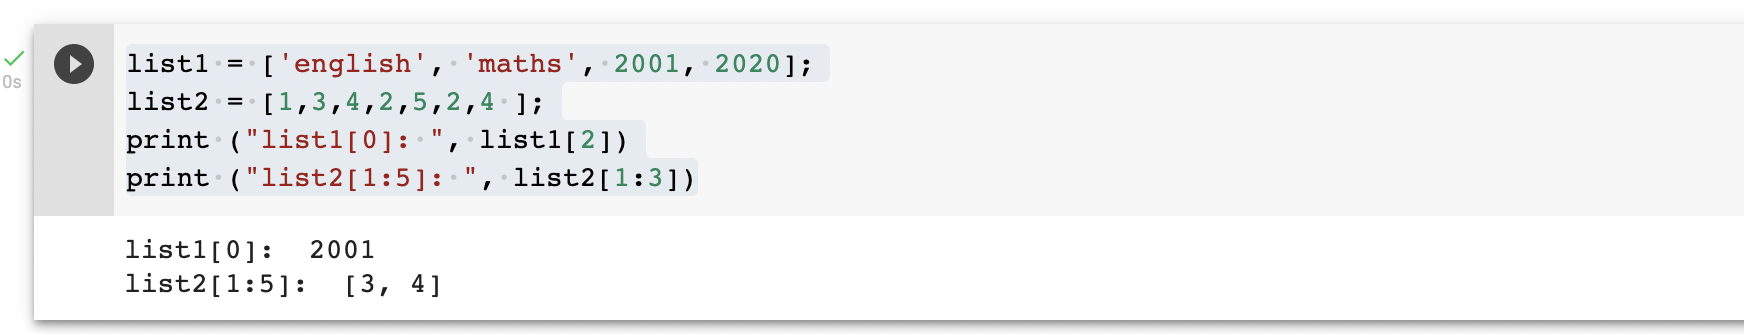 0s
list1 = ['english', 'maths', 2001, 2020];
list2 = [1,3,4,2,5,2,4 ];
print ("list1[0]: ", list1[2])
print ("list2[1:5]: ", list2[1:3])
list1[0]:  2001
list2[1:5]:  [3, 4]